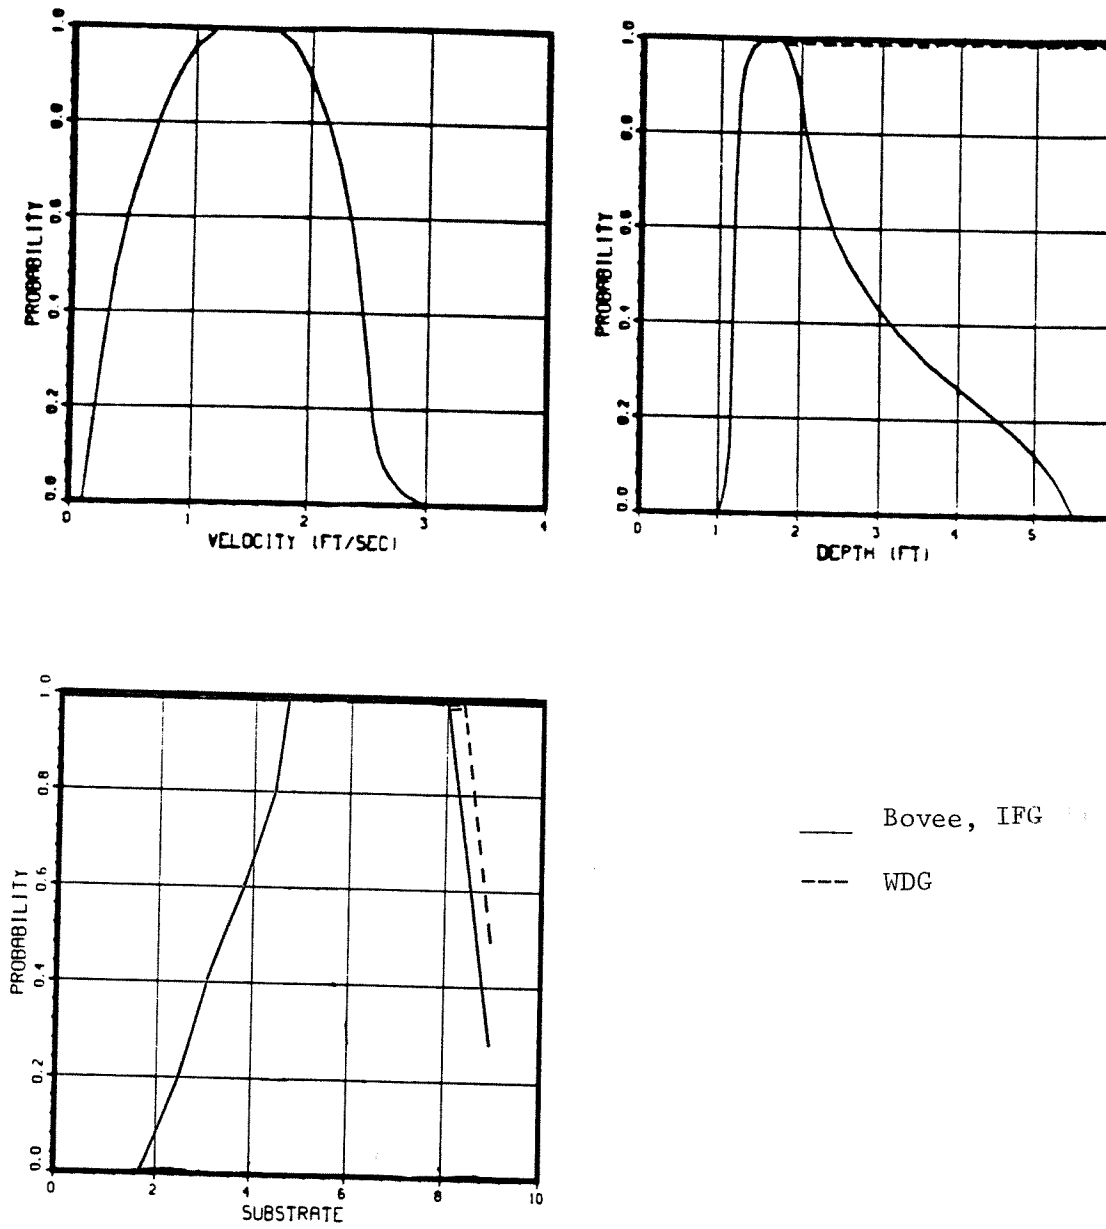 1.0
0.8
0.6
0.4
0.2
0.0
PROBABILITY
0 1 2 3 4
VELOCITY (FT/SEC)
1.0
0.8
0.6
0.4
0.2
0.0
PROBABILITY
0 1 2 3 4 5
DEPTH (FT)
1.0
0.8
0.6
0.4
0.2
0.0
PROBABILITY
0 2 4 6 8 10
SUBSTRATE
Bovee, IFG
WDG